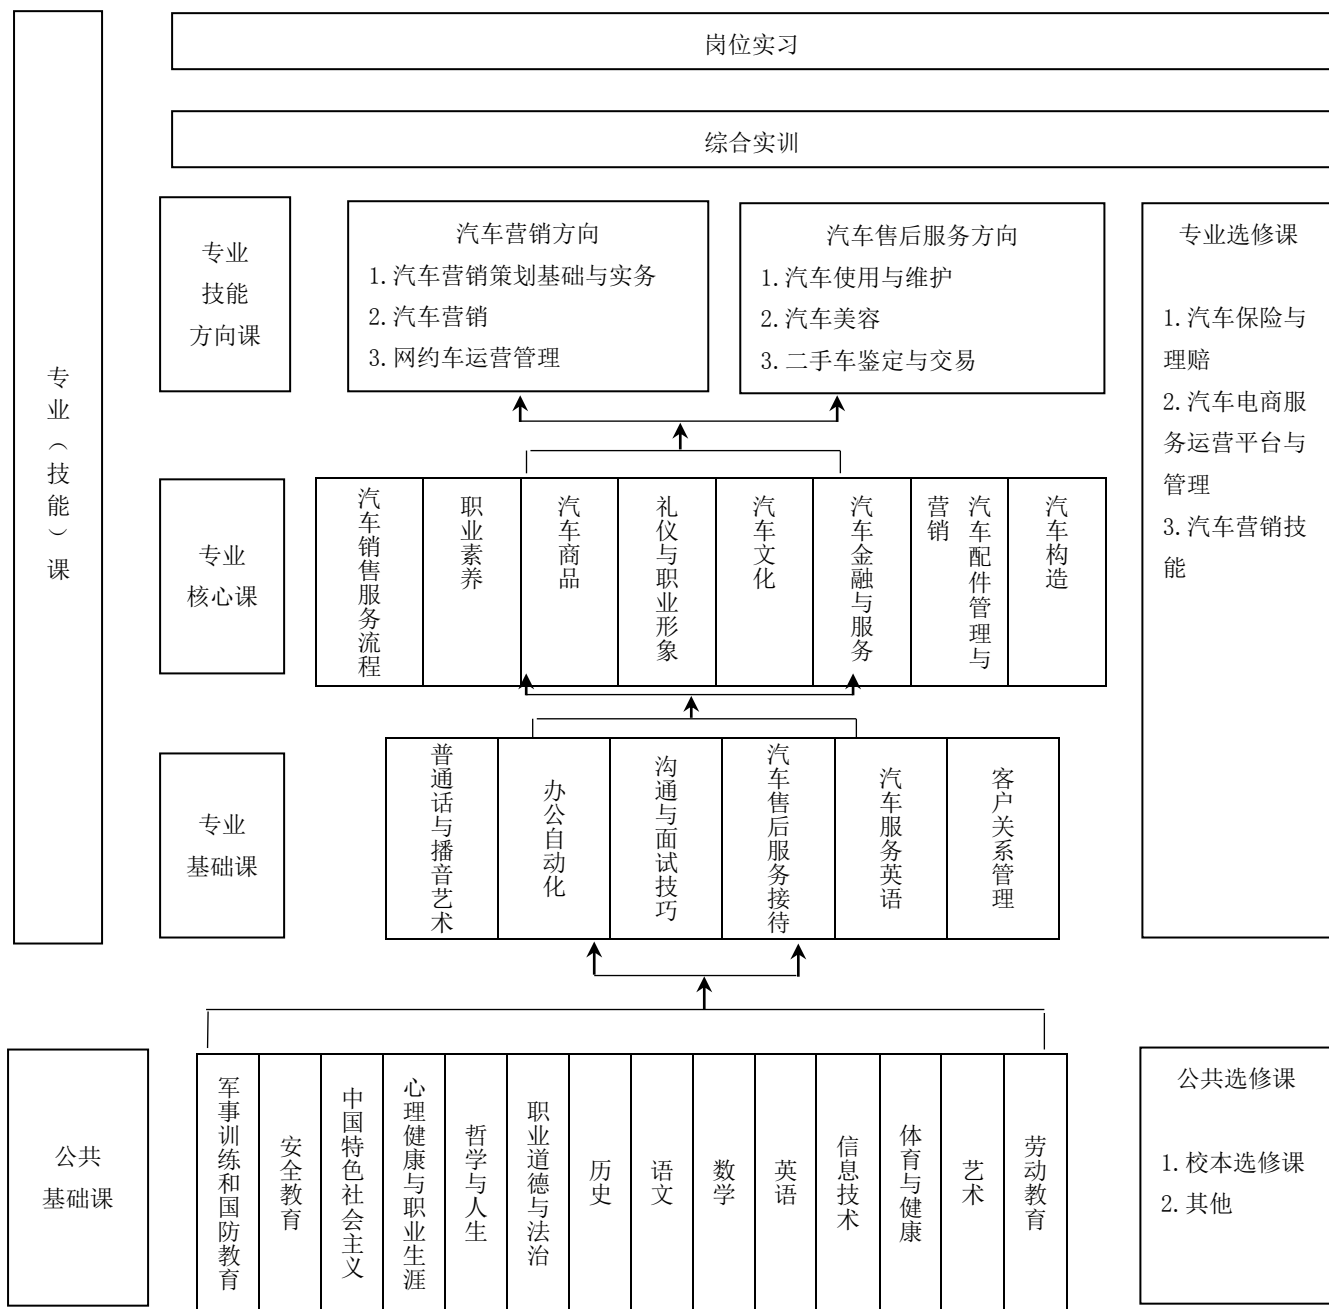 岗位实习
综合实训
专业（技能）课
专业
技能
方向课
汽车营销方向
1.汽车营销策划基础与实务
2.汽车营销
3.网约车运营管理
汽车售后服务方向
1.汽车使用与维护
2.汽车美容
3.二手车鉴定与交易
专业选修课
1.汽车保险与
理赔
2.汽车电商服
务运营平台与
管理
3.汽车营销技
能
专业
核心课
汽车销售服务流程
职业素养
汽车商品
礼仪与职业形象
汽车文化
汽车金融与服务
汽车配件管理与
营销
汽车构造
专业
基础课
普通话与播音艺术
办公自动化
沟通与面试技巧
汽车售后服务接待
汽车服务英语
客户关系管理
公共
基础课
军事训练和国防教育
安全教育
中国特色社会主义
心理健康与职业生涯
哲学与人生
职业道德与法治
历史
语文
数学
英语
信息技术
体育与健康
艺术
劳动教育
公共选修课
1.校本选修课
2.其他